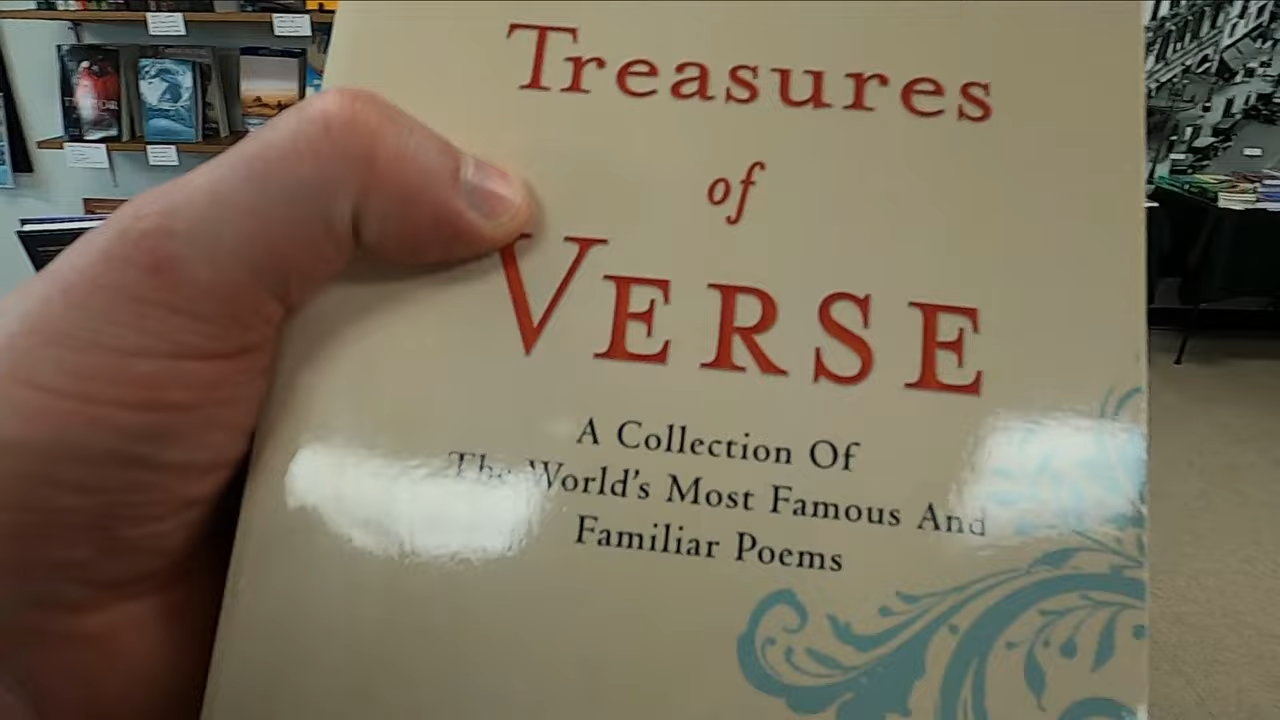 Treasures
of
VERSE
A Collection Of
The World's Most Famous And
Familiar Poems